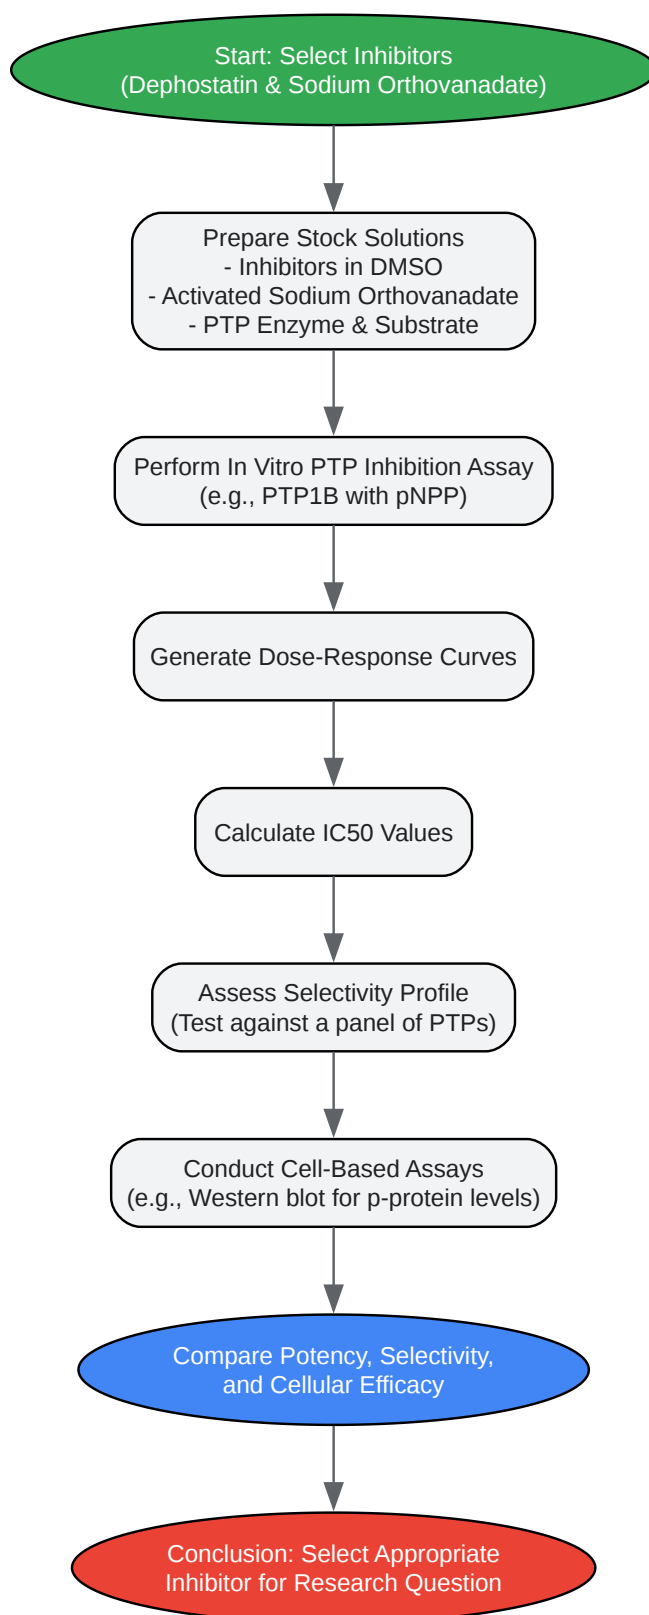 Start: Select Inhibitors
(Dephostatin & Sodium Orthovanadate)
Prepare Stock Solutions
- Inhibitors in DMSO
- Activated Sodium Orthovanadate
- PTP Enzyme & Substrate
Perform In Vitro PTP Inhibition Assay
(e.g., PTP1B with pNPP)
Generate Dose-Response Curves
Calculate IC50 Values
Assess Selectivity Profile
(Test against a panel of PTPs)
Conduct Cell-Based Assays
(e.g., Western blot for p-protein levels)
Compare Potency, Selectivity,
and Cellular Efficacy
Conclusion: Select Appropriate
Inhibitor for Research Question